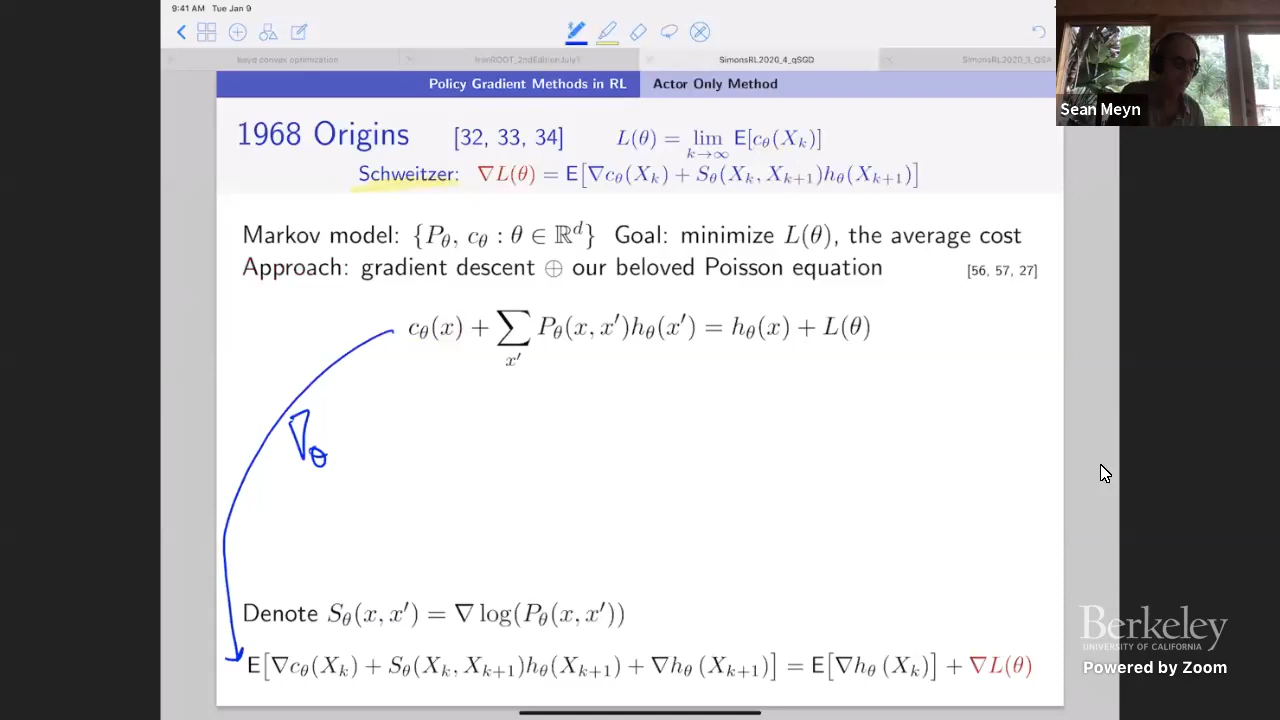 9:41 AM Tue Jan 9
boyd convex optimization
SimonsRL2020_4_qSGD
Policy Gradient Methods in RL Actor Only Method
Sean Meyn
1968 Origins [32, 33, 34] L(θ) = lim_{k→∞} E[c_θ(X_k)]
Schweitzer: ∇L(θ) = E[∇c_θ(X_k) + S_θ(X_k, X_{k+1})h_θ(X_{k+1})]
Markov model: {P_θ, c_θ : θ ∈ ℝ^d} Goal: minimize L(θ), the average cost
Approach: gradient descent ⊕ our beloved Poisson equation [56, 57, 27]
c_θ(x) + ∑_{x′} P_θ(x, x′)h_θ(x′) = h_θ(x) + L(θ)
∇_θ
Denote S_θ(x, x′) = ∇ log(P_θ(x, x′))
E[∇c_θ(X_k) + S_θ(X_k, X_{k+1})h_θ(X_{k+1}) + ∇h_θ (X_{k+1})] = E[∇h_θ (X_k)] + ∇L(θ)
Berkeley
UNIVERSITY OF CALIFORNIA
Powered by Zoom